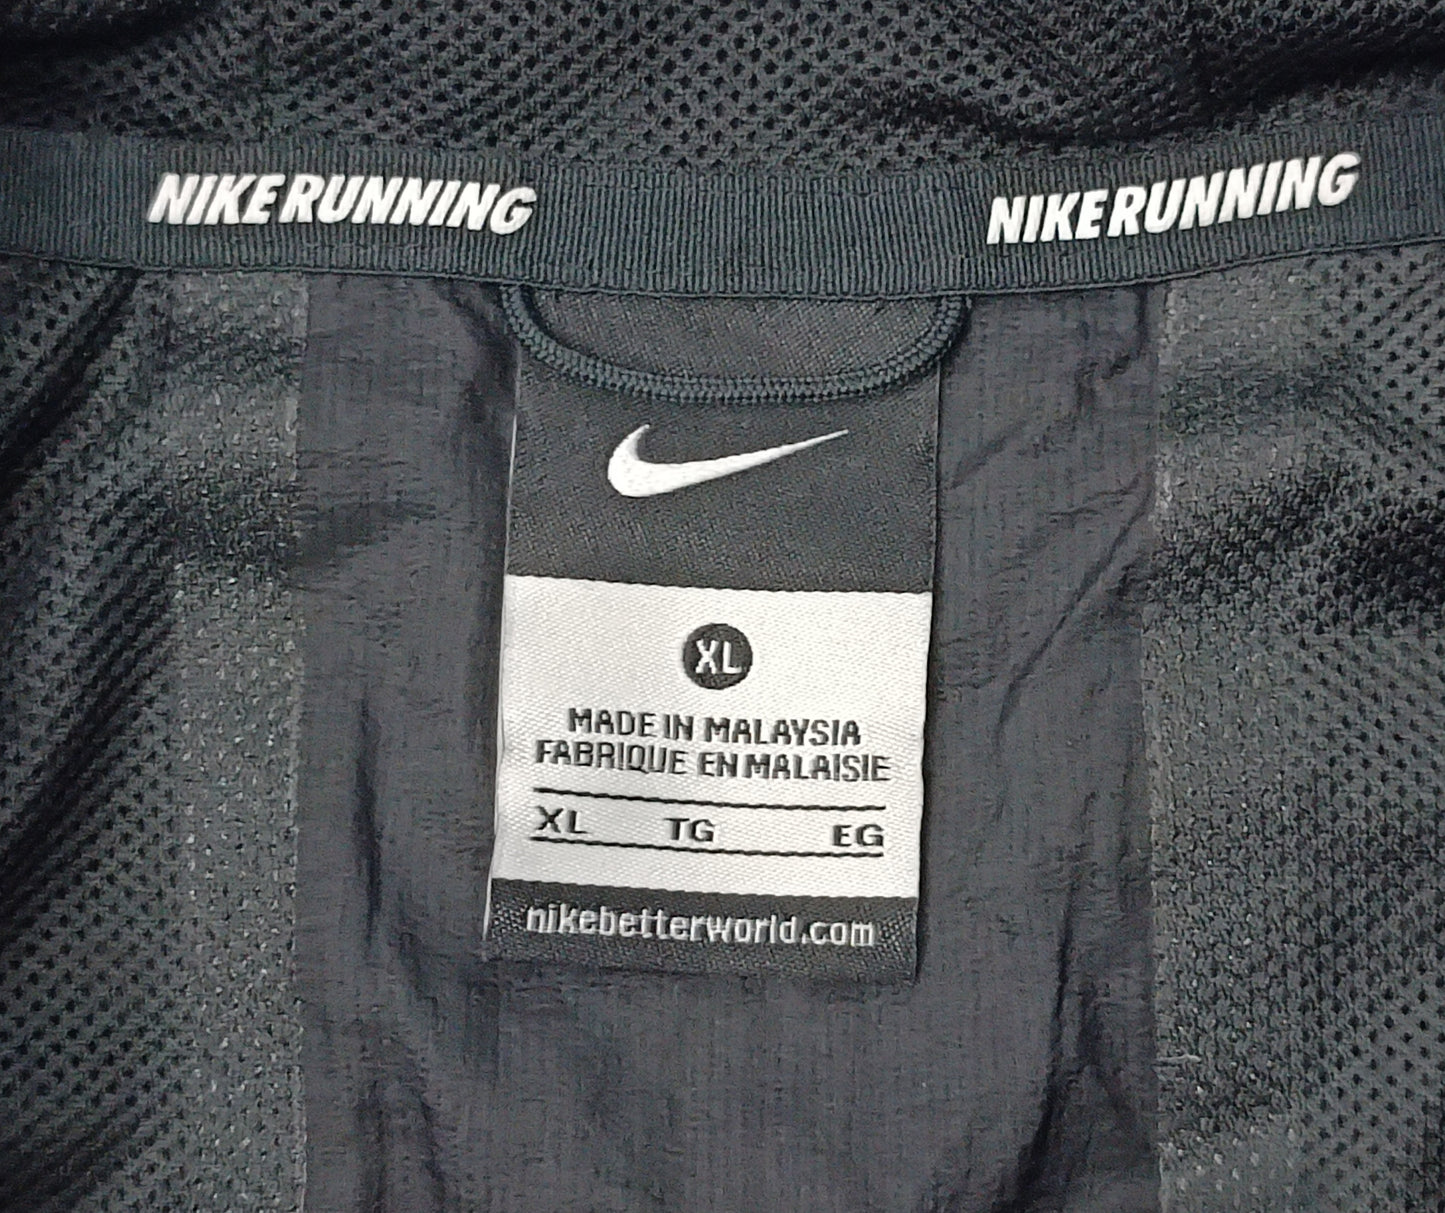 NIKE RUNNING NIKE RUNNING
XL
MADE IN MALAYSIA
FABRIQUE EN MALAISIE
XL TG EG
nikebetterworld.com